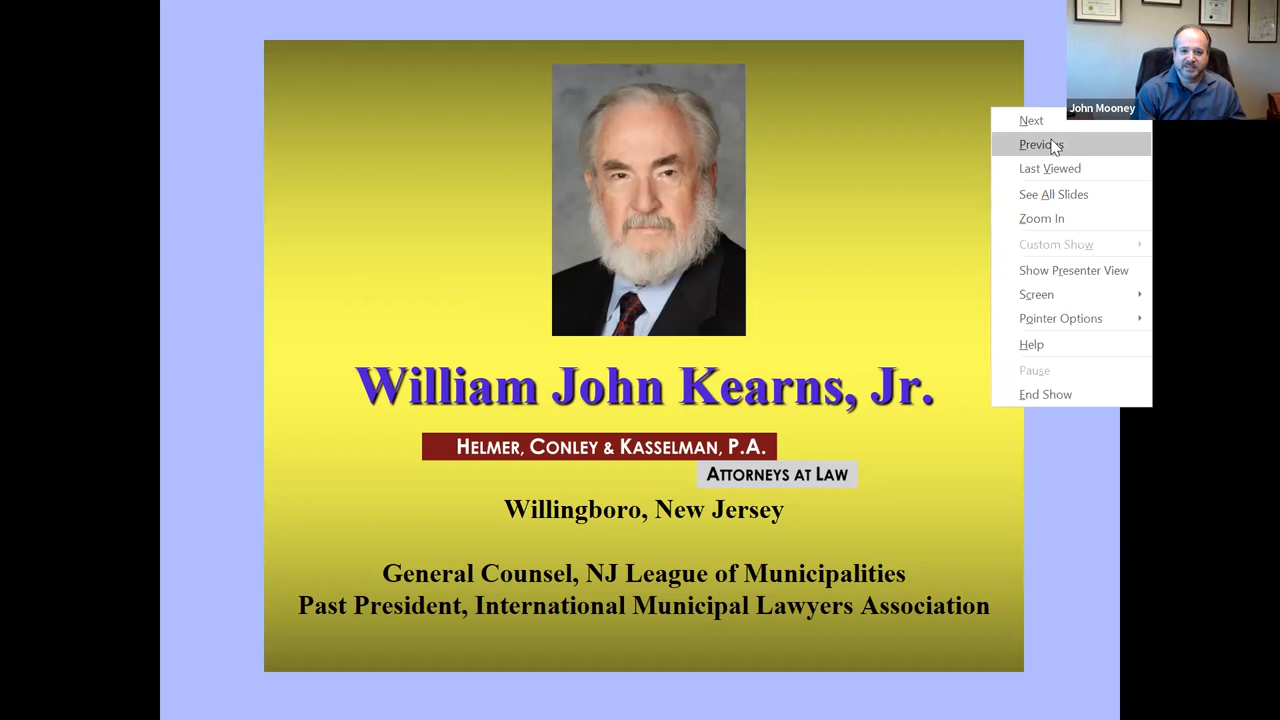 John Mooney
Next
Previous
Last Viewed
See All Slides
Zoom In
Custom Show
Show Presenter View
Screen
Pointer Options
Help
Pause
End Show
William John Kearns, Jr.
HELMER, CONLEY & KASSELMAN, P.A.
ATTORNEYS AT LAW
Willingboro, New Jersey
General Counsel, NJ League of Municipalities
Past President, International Municipal Lawyers Association